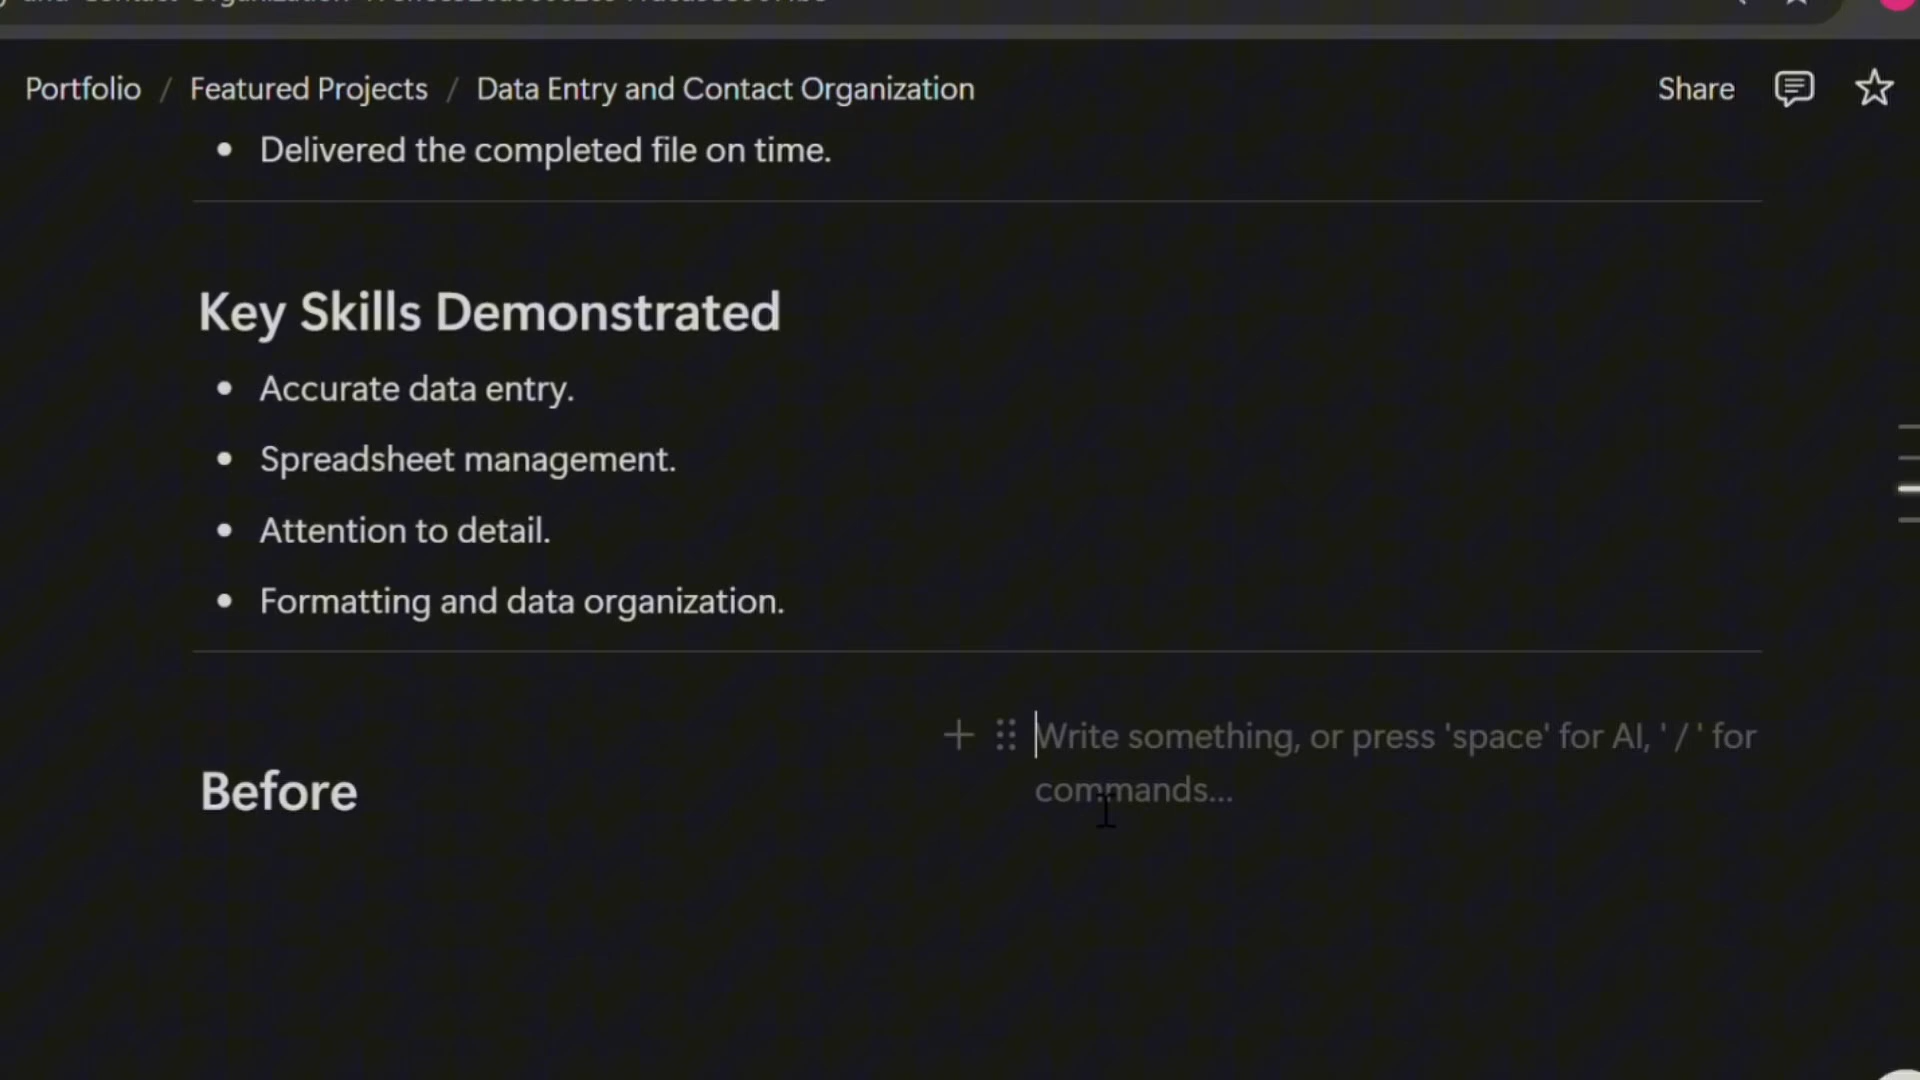 Portfolio / Featured Projects / Data Entry and Contact Organization
Share
• Delivered the completed file on time.
Key Skills Demonstrated
• Accurate data entry.
• Spreadsheet management.
• Attention to detail.
• Formatting and data organization.
Before
Write something, or press 'space' for AI, ' / ' for
commands...